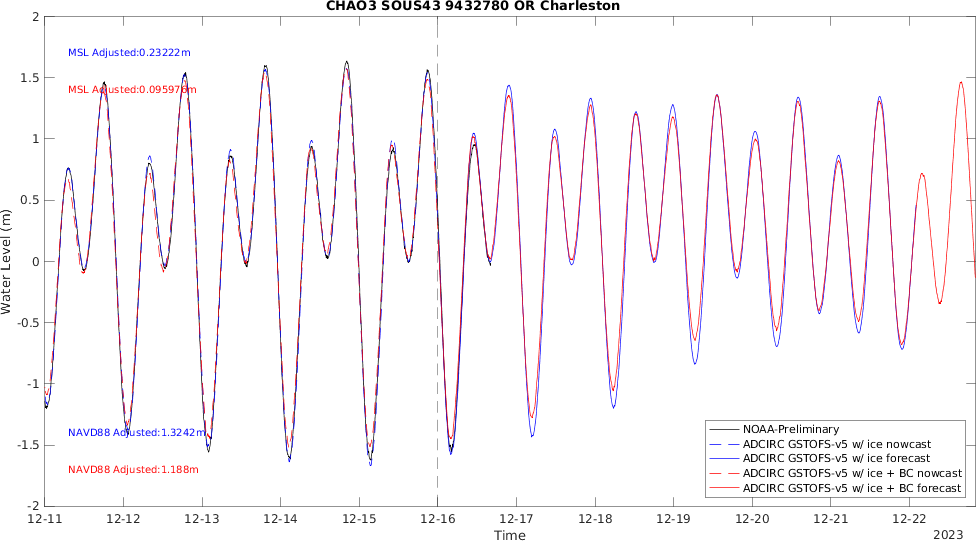 CHAO3 SOUS43 9432780 OR Charleston
2
1.5
1
0.5
0
-0.5
-1
-1.5
-2
Water Level (m)
MSL Adjusted:0.23222m
MSL Adjusted:0.095976m
NAVD88 Adjusted:1.3242m
NAVD88 Adjusted:1.188m
NOAA-Preliminary
ADCIRC GSTOFS-v5 w/ ice nowcast
ADCIRC GSTOFS-v5 w/ ice forecast
ADCIRC GSTOFS-v5 w/ ice + BC nowcast
ADCIRC GSTOFS-v5 w/ ice + BC forecast
12-11 12-12 12-13 12-14 12-15 12-16 12-17 12-18 12-19 12-20 12-21 12-22
Time
2023